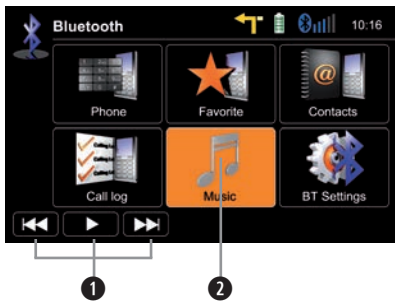 Bluetooth 10:16
Phone Favorite Contacts
@
Call log Music BT Settings
1 2